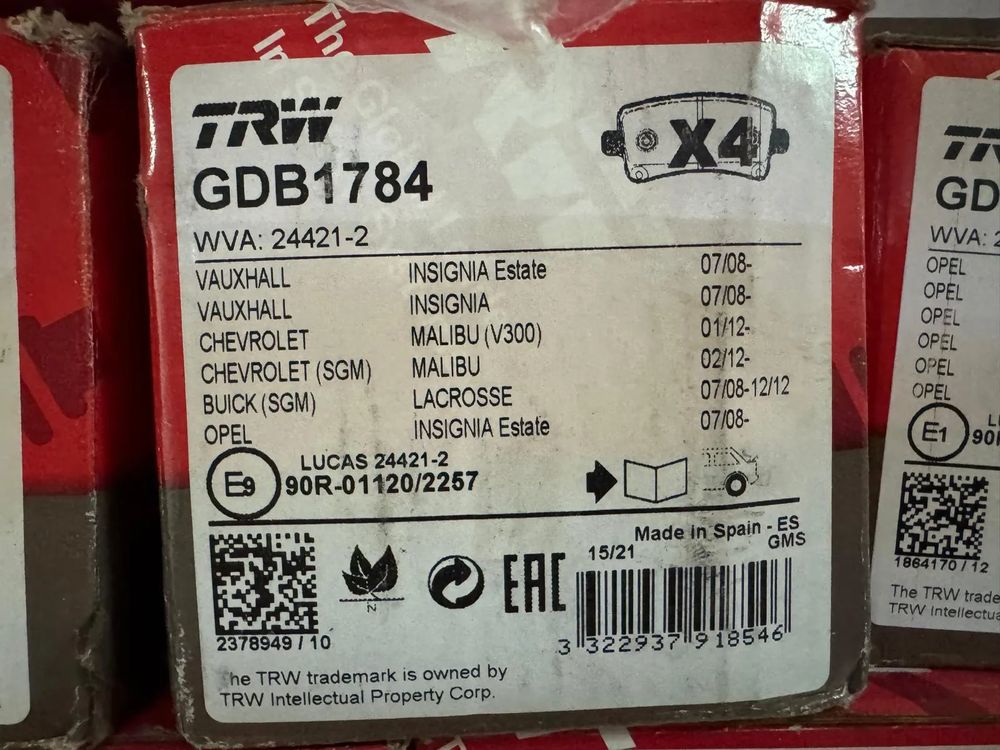 TRW
X4
GDB1784
WVA: 24421-2
VAUXHALL INSIGNIA Estate 07/08-
VAUXHALL INSIGNIA 07/08-
CHEVROLET MALIBU (V300) 01/12-
CHEVROLET (SGM) MALIBU 02/12-
BUICK (SGM) LACROSSE 07/08-12/12
OPEL INSIGNIA Estate 07/08-
E9
LUCAS 24421-2
90R-01120/2257
Made in Spain - ES
GMS
15/21
N
EAC
2378949 / 10
3 322937 918546
he TRW trademark is owned by
TRW Intellectual Property Corp.
GD
WVA: 2
OPEL
OPEL
OPEL
OPEL
OPEL
OPEL
E1
1864170 / 12
The TRW trade
TRW Intellectua